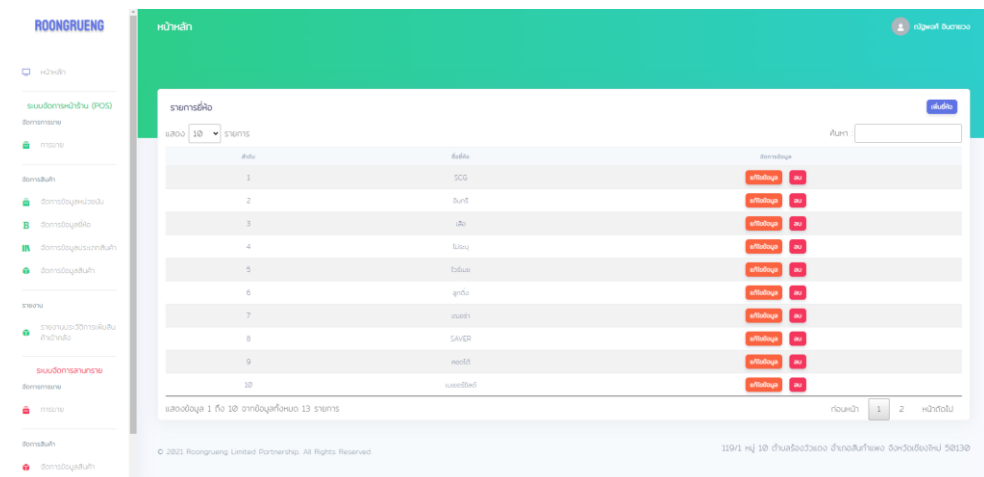 ROONGRUENG
หน้าหลัก
หน้าหลัก
ระบบจัดการหน้าร้าน (POS)
จัดการการขาย
การขาย
จัดการสินค้า
จัดการข้อมูลหน่วยนับ
จัดการข้อมูลยี่ห้อ
จัดการข้อมูลประเภทสินค้า
จัดการข้อมูลสินค้า
รายงาน
รายงานประวัติการเพิ่มสิน
ค้าเข้าคลัง
ระบบจัดการลานทราย
จัดการการขาย
การขาย
จัดการสินค้า
จัดการข้อมูลสินค้า
รายการยี่ห้อ
เพิ่มยี่ห้อ
แสดง 10 รายการ
ค้นหา :
ลำดับ ชื่อยี่ห้อ จัดการข้อมูล
1 SCG แก้ไขข้อมูล ลบ
2 อินทรี แก้ไขข้อมูล ลบ
3 เสือ แก้ไขข้อมูล ลบ
4 ไม่ระบุ แก้ไขข้อมูล ลบ
5 แก้ไขข้อมูล ลบ
6 ลูกดิ่ง แก้ไขข้อมูล ลบ
7 แก้ไขข้อมูล ลบ
8 SAVER แก้ไขข้อมูล ลบ
9 แก้ไขข้อมูล ลบ
10 เบเยอร์ชิลด์ แก้ไขข้อมูล ลบ
แสดงข้อมูล 1 ถึง 10 จากข้อมูลทั้งหมด 13 รายการ
ก่อนหน้า 1 2 หน้าถัดไป
© 2021 Roongrueng Limited Partnership. All Rights Reserved.
119/1 หมู่ 10 ตำบลร้องวัวแดง อำเภอสันกำแพง จังหวัดเชียงใหม่ 50130